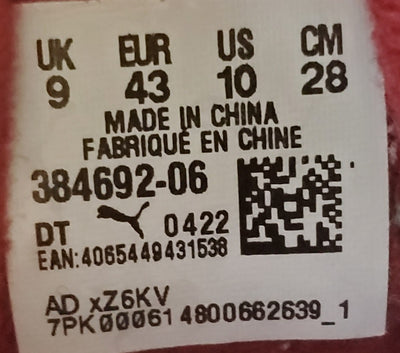 UK EUR US CM
9 43 10 28
MADE IN CHINA
FABRIQUÉ EN CHINE
384692-06
DT 0422
EAN:4065449431538
AD xZ6KV
7PK00061 4800662639_1